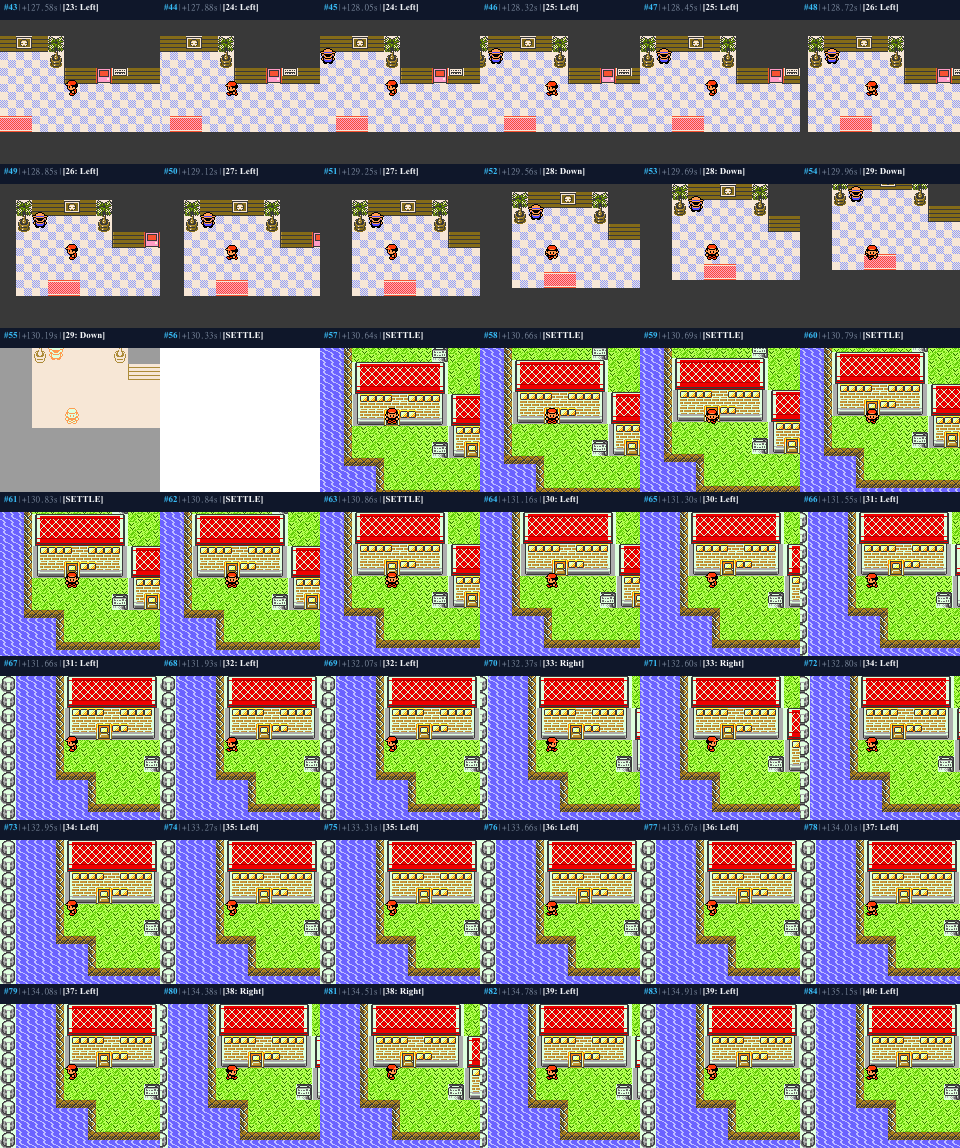 #43|+127.58s|[23: Left]
#44|+127.88s|[24: Left]
#45|+128.05s|[24: Left]
#46|+128.32s|[25: Left]
#47|+128.45s|[25: Left]
#48|+128.72s|[26: Left]
#49|+128.85s|[26: Left]
#50|+129.12s|[27: Left]
#51|+129.25s|[27: Left]
#52|+129.56s|[28: Down]
#53|+129.69s|[28: Down]
#54|+129.96s|[29: Down]
#55|+130.19s|[29: Down]
#56|+130.33s|[SETTLE]
#57|+130.64s|[SETTLE]
#58|+130.66s|[SETTLE]
#59|+130.69s|[SETTLE]
#60|+130.79s|[SETTLE]
#61|+130.83s|[SETTLE]
#62|+130.84s|[SETTLE]
#63|+130.86s|[SETTLE]
#64|+131.16s|[30: Left]
#65|+131.30s|[30: Left]
#66|+131.55s|[31: Left]
#67|+131.66s|[31: Left]
#68|+131.93s|[32: Left]
#69|+132.07s|[32: Left]
#70|+132.37s|[33: Right]
#71|+132.60s|[33: Right]
#72|+132.80s|[34: Left]
#73|+132.95s|[34: Left]
#74|+133.27s|[35: Left]
#75|+133.31s|[35: Left]
#76|+133.66s|[36: Left]
#77|+133.67s|[36: Left]
#78|+134.01s|[37: Left]
#79|+134.08s|[37: Left]
#80|+134.38s|[38: Right]
#81|+134.51s|[38: Right]
#82|+134.78s|[39: Left]
#83|+134.91s|[39: Left]
#84|+135.15s|[40: Left]